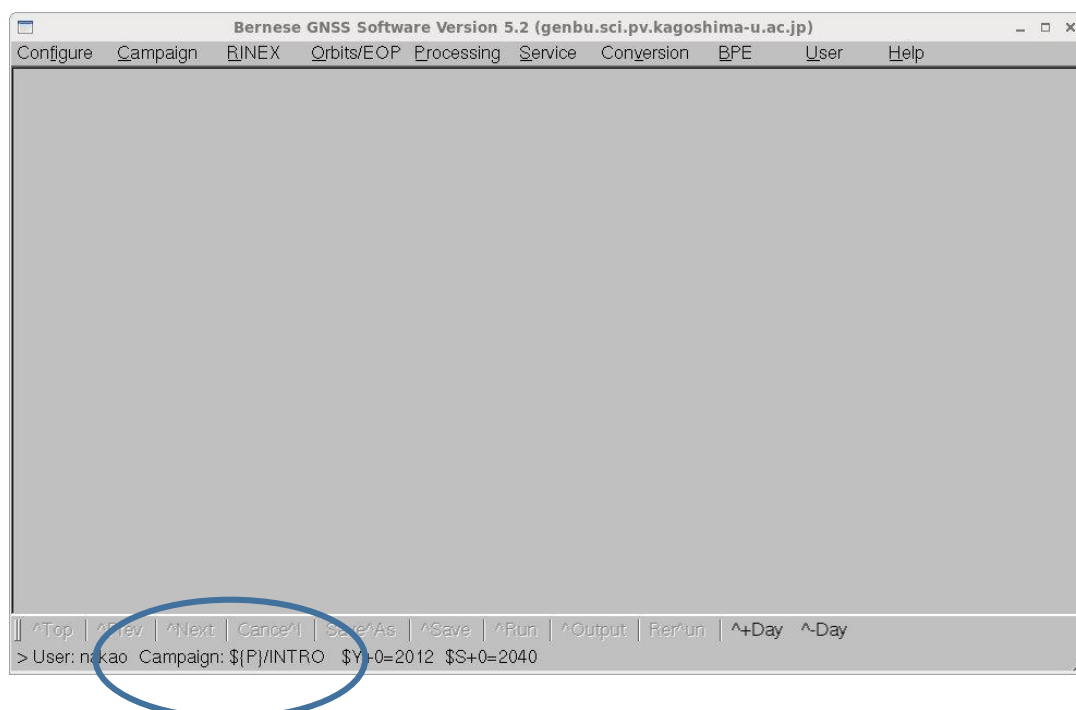 Bernese GNSS Software Version 5.2 (genbu.sci.pv.kagoshima-u.ac.jp)
Configure Campaign RINEX Orbits/EOP Processing Service Conversion BPE User Help
^Top | ^Prev | ^Next | Cance^l | Save^As | ^Save | ^Run | ^Output | Rer^un | ^+Day ^-Day
> User: nakao Campaign: ${P}/INTRO $Y+0=2012 $S+0=2040